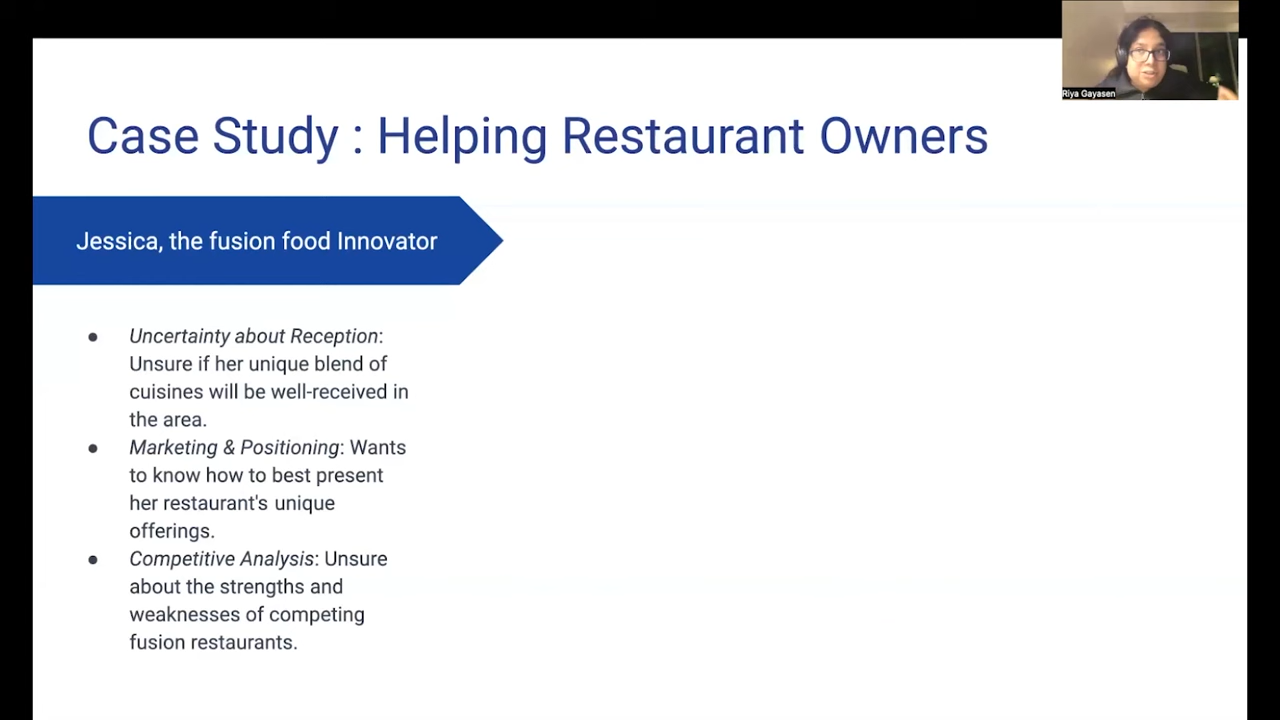 Riya Gayasen
Case Study : Helping Restaurant Owners
Jessica, the fusion food Innovator
● Uncertainty about Reception:
Unsure if her unique blend of
cuisines will be well-received in
the area.
● Marketing & Positioning: Wants
to know how to best present
her restaurant's unique
offerings.
● Competitive Analysis: Unsure
about the strengths and
weaknesses of competing
fusion restaurants.